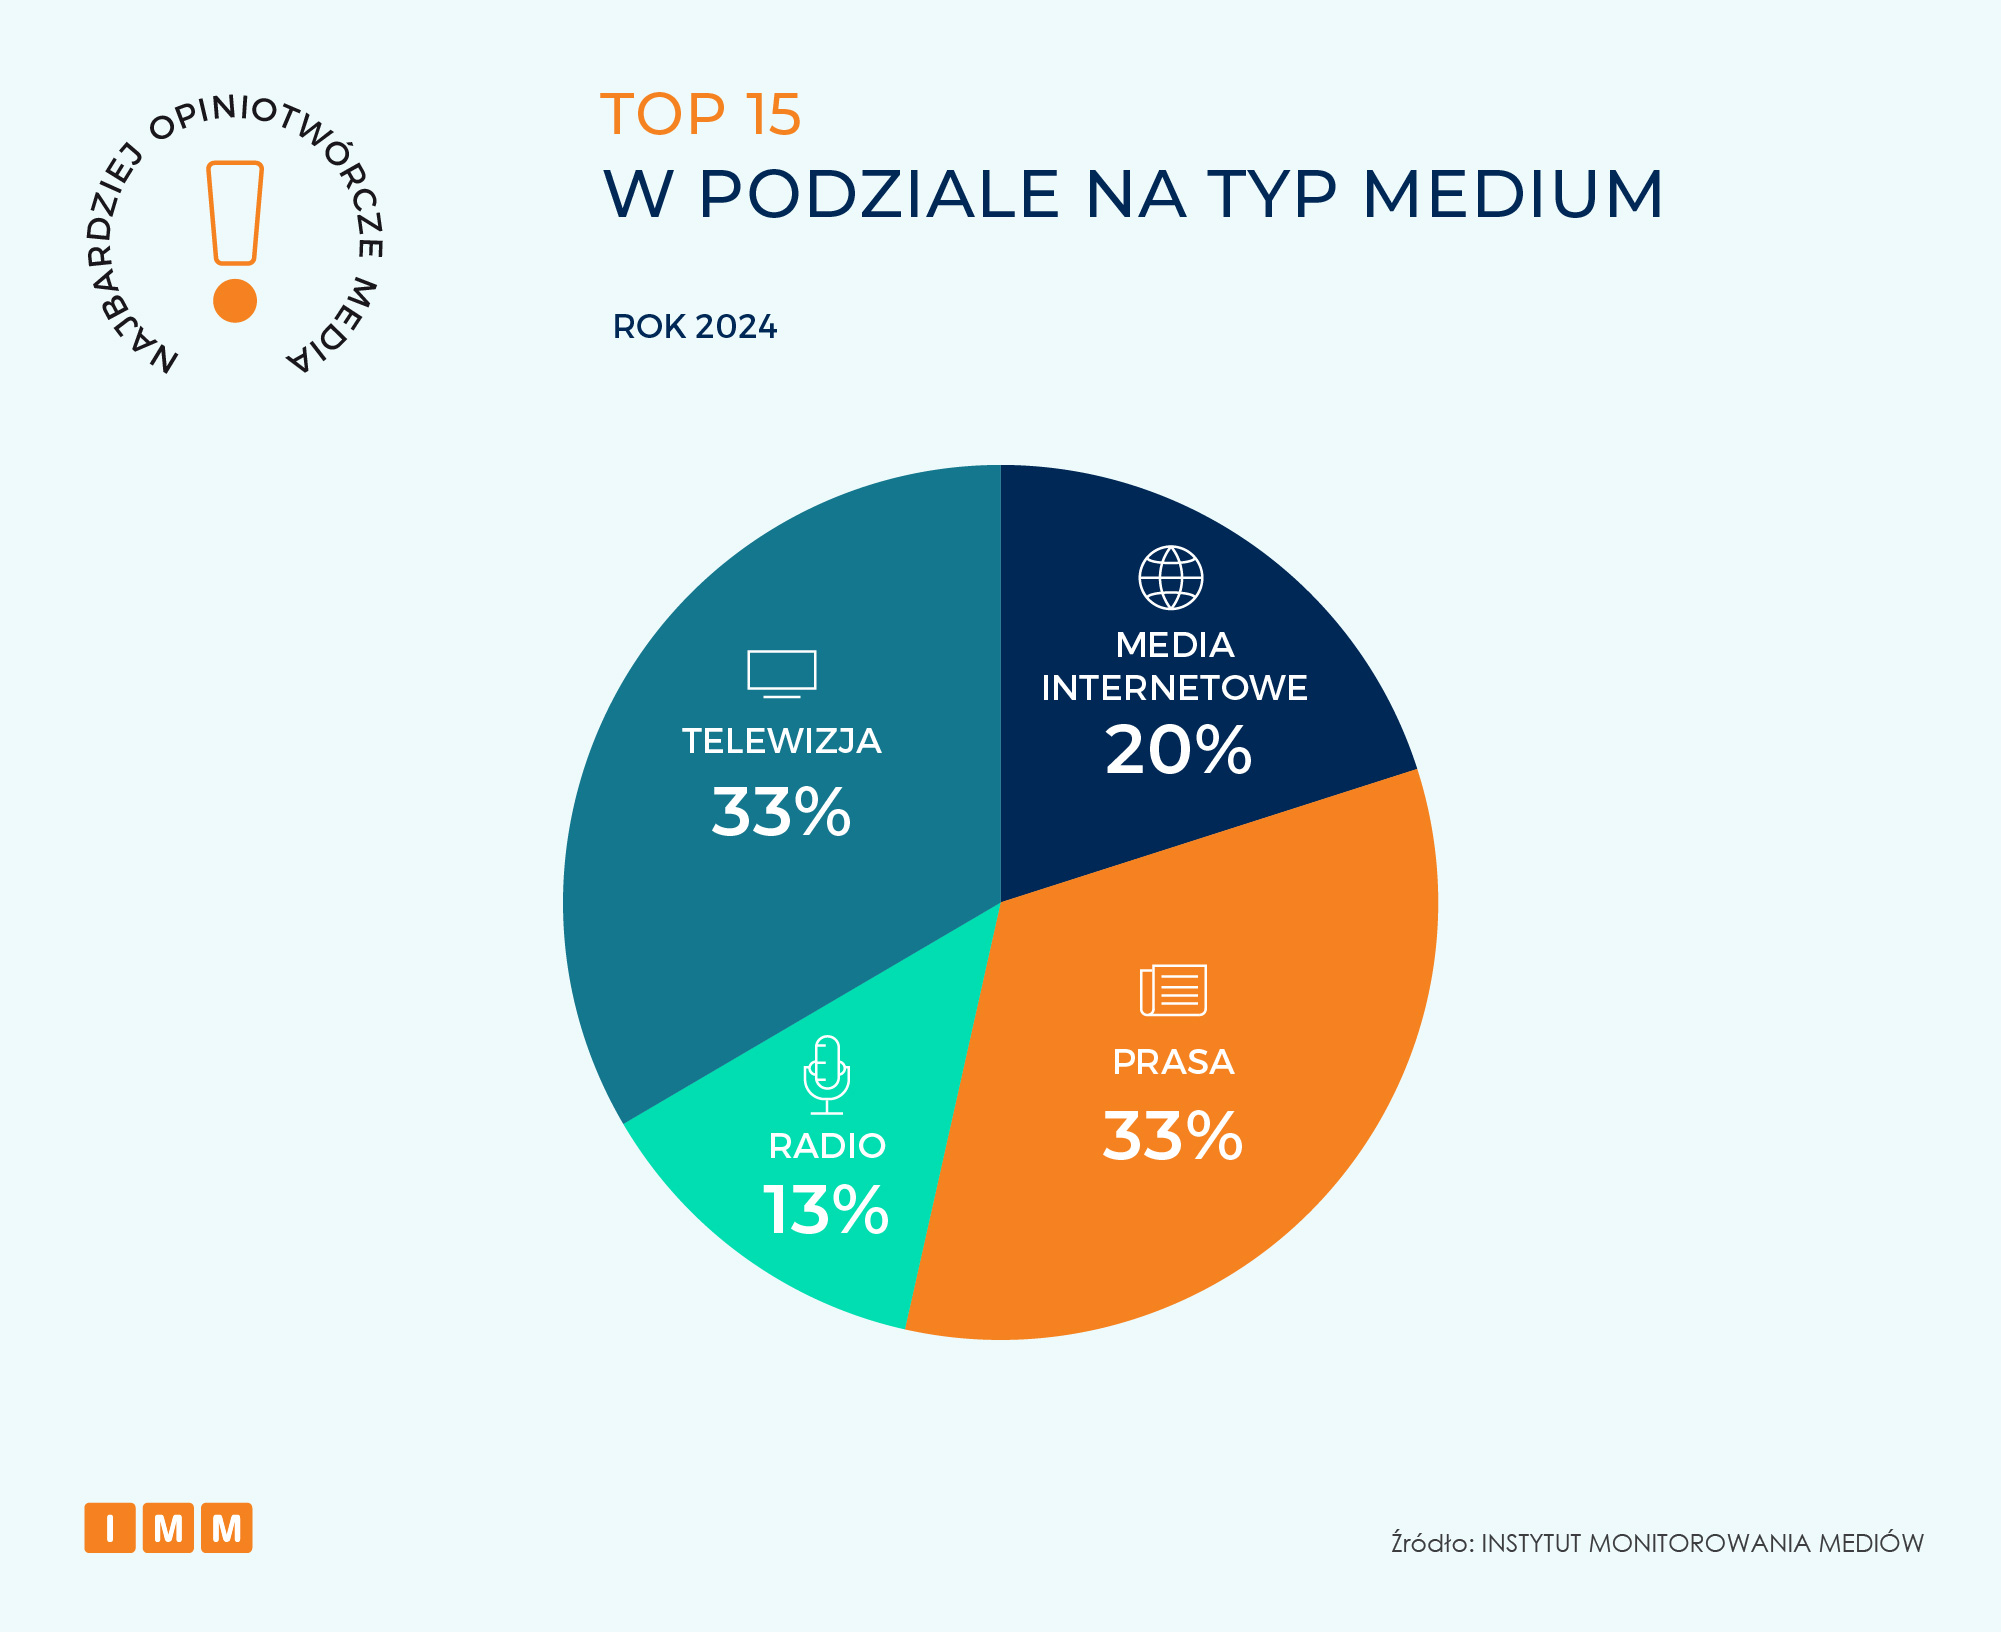 NAJBARDZIEJ OPINIOTWÓRCZE MEDIA
TOP 15
W PODZIALE NA TYP MEDIUM
ROK 2024
MEDIA
INTERNETOWE
20%
TELEWIZJA
33%
PRASA
33%
RADIO
13%
IMM
Źródło: INSTYTUT MONITOROWANIA MEDIÓW